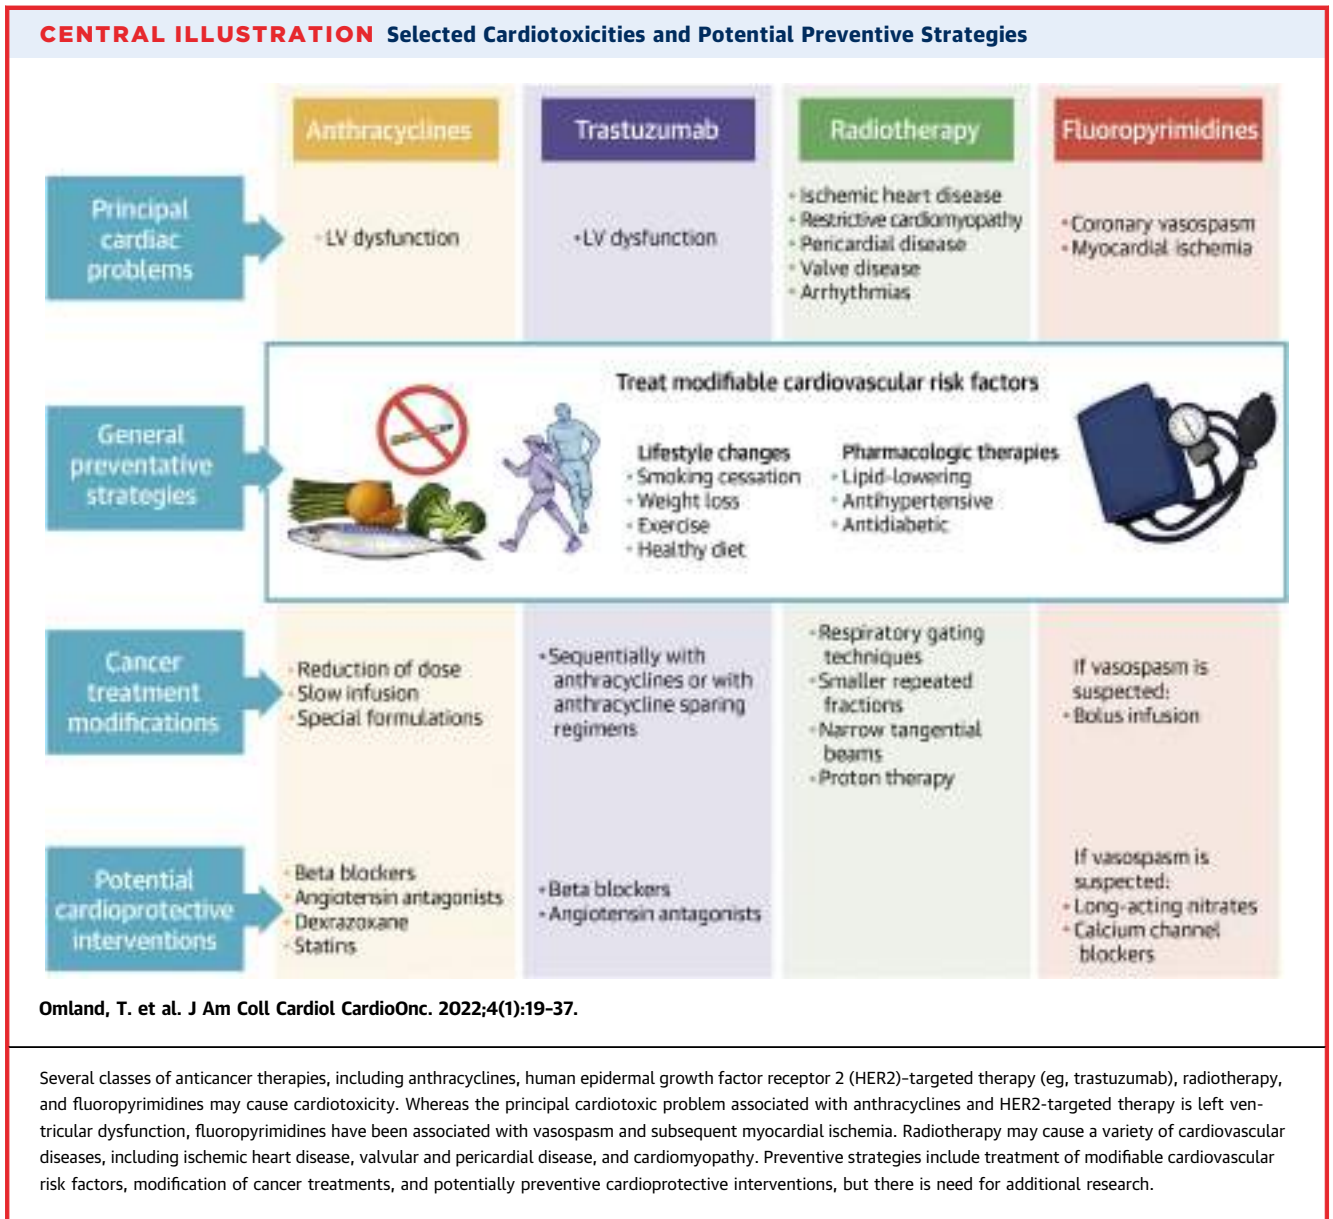 CENTRAL ILLUSTRATION Selected Cardiotoxicities and Potential Preventive Strategies
Anthracyclines
Trastuzumab
Radiotherapy
Fluoropyrimidines
Principal
cardiac
problems
• LV dysfunction
• LV dysfunction
• Ischemic heart disease
• Restrictive cardiomyopathy
• Pericardial disease
• Valve disease
• Arrhythmias
• Coronary vasospasm
• Myocardial ischemia
General
preventative
strategies
Treat modifiable cardiovascular risk factors
Lifestyle changes
• Smoking cessation
• Weight loss
• Exercise
• Healthy diet
Pharmacologic therapies
• Lipid-lowering
• Antihypertensive
• Antidiabetic
Cancer
treatment
modifications
• Reduction of dose
• Slow infusion
• Special formulations
• Sequentially with
anthracyclines or with
anthracycline sparing
regimens
• Respiratory gating
techniques
• Smaller repeated
fractions
• Narrow tangential
beams
• Proton therapy
If vasospasm is
suspected:
• Bolus infusion
Potential
cardioprotective
interventions
• Beta blockers
• Angiotensin antagonists
• Dexrazoxane
• Statins
• Beta blockers
• Angiotensin antagonists
If vasospasm is
suspected:
• Long-acting nitrates
• Calcium channel
blockers
Omland, T. et al. J Am Coll Cardiol CardioOnc. 2022;4(1):19–37.
Several classes of anticancer therapies, including anthracyclines, human epidermal growth factor receptor 2 (HER2)–targeted therapy (eg, trastuzumab), radiotherapy,
and fluoropyrimidines may cause cardiotoxicity. Whereas the principal cardiotoxic problem associated with anthracyclines and HER2-targeted therapy is left ven-
tricular dysfunction, fluoropyrimidines have been associated with vasospasm and subsequent myocardial ischemia. Radiotherapy may cause a variety of cardiovascular
diseases, including ischemic heart disease, valvular and pericardial disease, and cardiomyopathy. Preventive strategies include treatment of modifiable cardiovascular
risk factors, modification of cancer treatments, and potentially preventive cardioprotective interventions, but there is need for additional research.